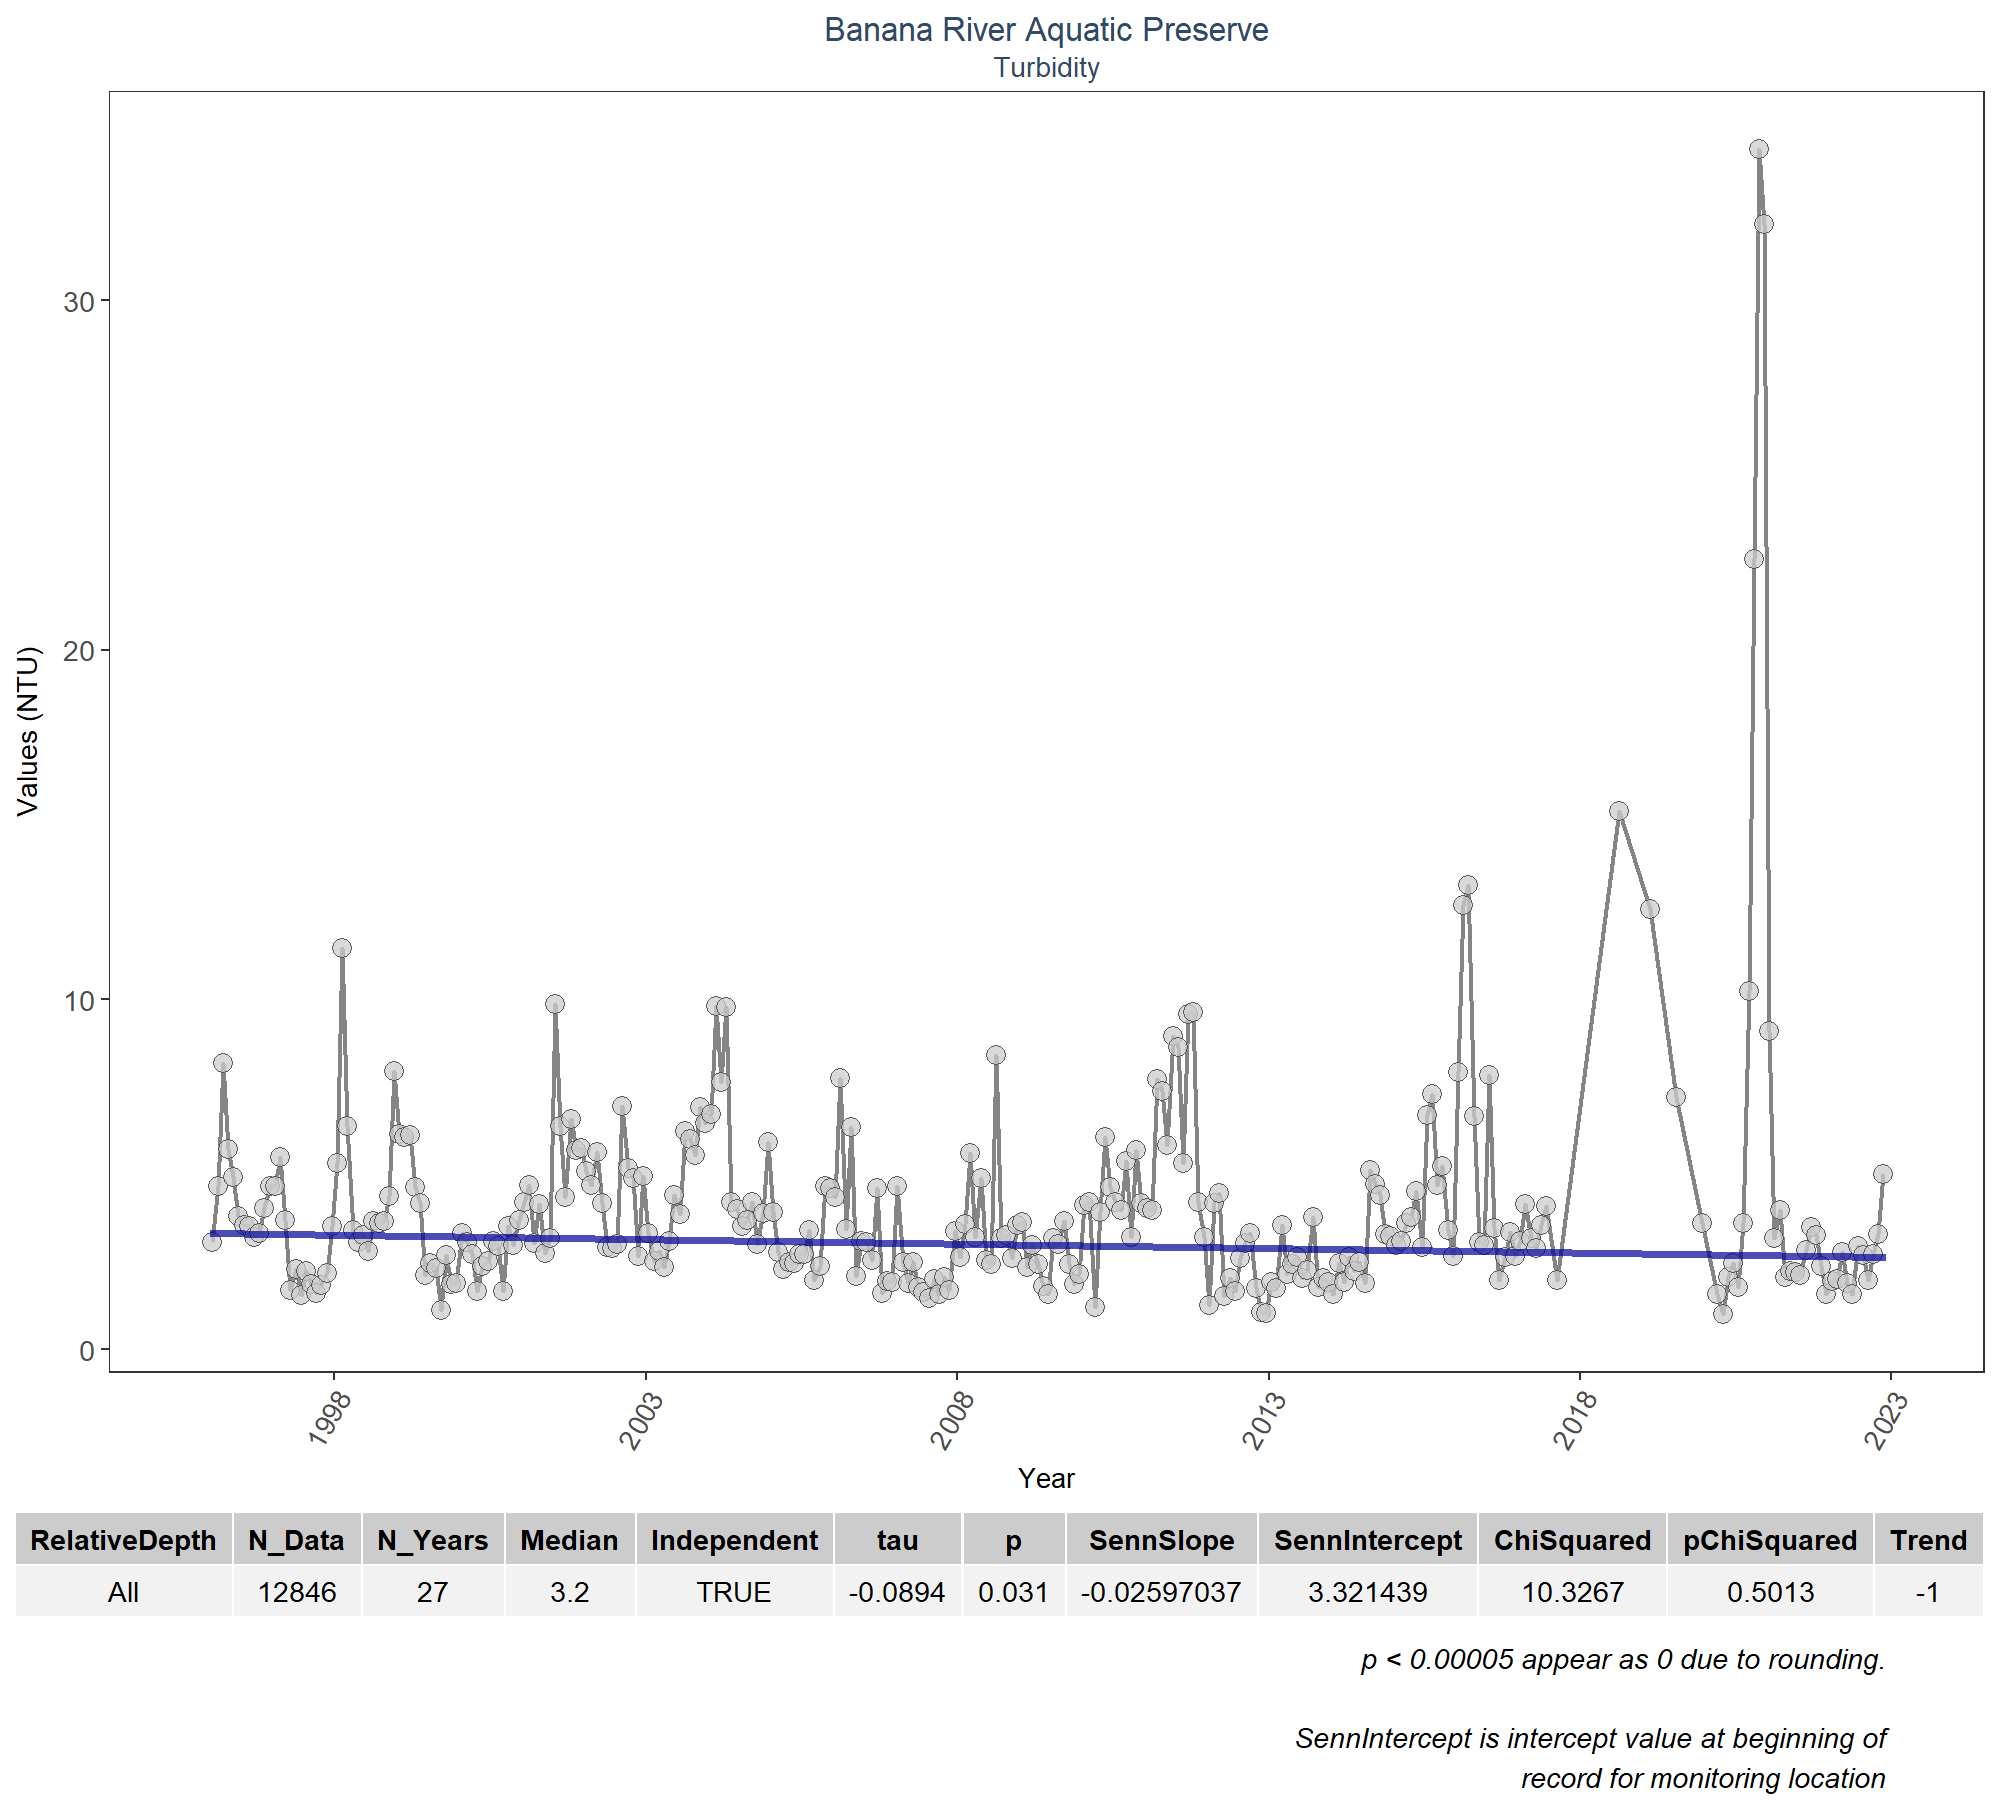 Banana River Aquatic Preserve
Turbidity
Values (NTU)
30
20
10
0
1998
2003
2008
2013
2018
2023
Year
RelativeDepth N_Data N_Years Median Independent tau p SennSlope SennIntercept ChiSquared pChiSquared Trend
All 12846 27 3.2 TRUE -0.0894 0.031 -0.02597037 3.321439 10.3267 0.5013 -1
p < 0.00005 appear as 0 due to rounding.
SennIntercept is intercept value at beginning of
record for monitoring location